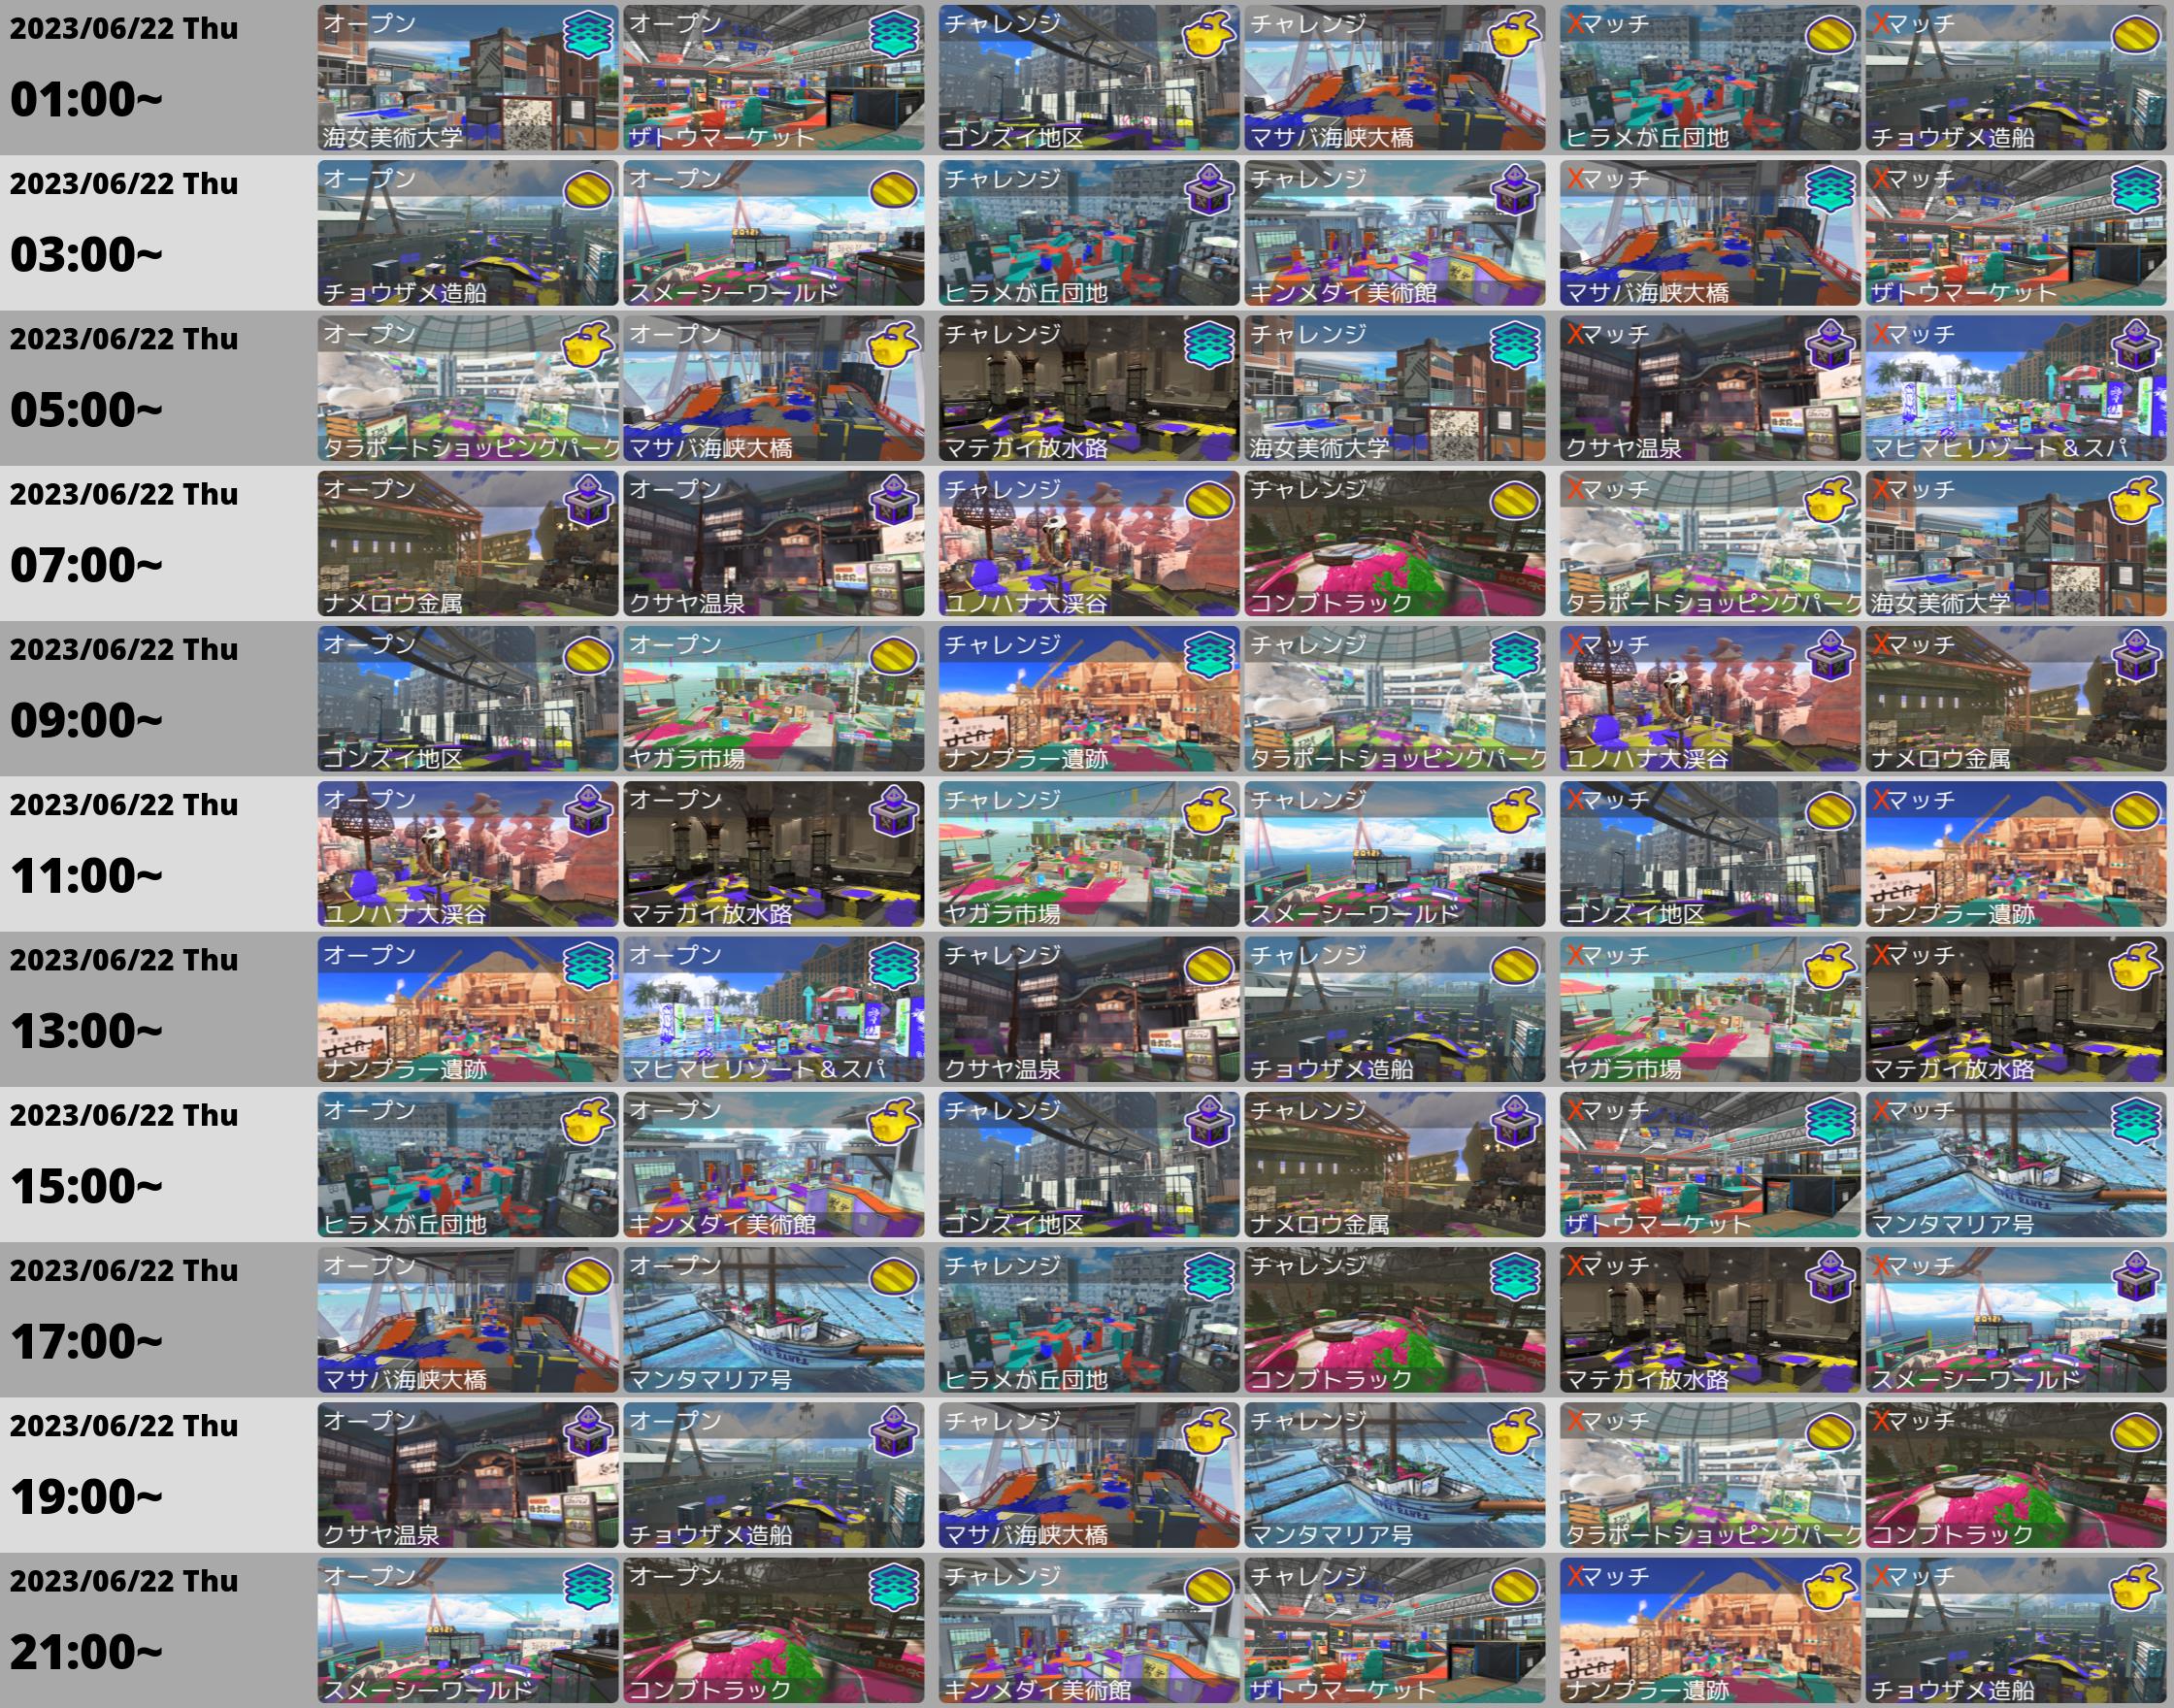 2023/06/22 Thu
01:00~
オープン
海女美術大学
オープン
ザトウマーケット
チャレンジ
ゴンズイ地区
チャレンジ
マサバ海峡大橋
Xマッチ
ヒラメが丘団地
Xマッチ
チョウザメ造船
2023/06/22 Thu
03:00~
オープン
チョウザメ造船
オープン
スメーシーワールド
チャレンジ
ヒラメが丘団地
チャレンジ
キンメダイ美術館
Xマッチ
マサバ海峡大橋
Xマッチ
ザトウマーケット
2023/06/22 Thu
05:00~
オープン
タラポートショッピングパーク
オープン
マサバ海峡大橋
チャレンジ
マテガイ放水路
チャレンジ
海女美術大学
Xマッチ
クサヤ温泉
Xマッチ
マヒマヒリゾート＆スパ
2023/06/22 Thu
07:00~
オープン
ナメロウ金属
オープン
クサヤ温泉
チャレンジ
ユノハナ大渓谷
チャレンジ
コンブトラック
Xマッチ
タラポートショッピングパーク
Xマッチ
海女美術大学
2023/06/22 Thu
09:00~
オープン
ゴンズイ地区
オープン
ヤガラ市場
チャレンジ
ナンプラー遺跡
チャレンジ
タラポートショッピングパーク
Xマッチ
ユノハナ大渓谷
Xマッチ
ナメロウ金属
2023/06/22 Thu
11:00~
オープン
ユノハナ大渓谷
オープン
マテガイ放水路
チャレンジ
ヤガラ市場
チャレンジ
スメーシーワールド
Xマッチ
ゴンズイ地区
Xマッチ
ナンプラー遺跡
2023/06/22 Thu
13:00~
オープン
ナンプラー遺跡
オープン
マヒマヒリゾート＆スパ
チャレンジ
クサヤ温泉
チャレンジ
チョウザメ造船
Xマッチ
ヤガラ市場
Xマッチ
マテガイ放水路
2023/06/22 Thu
15:00~
オープン
ヒラメが丘団地
オープン
キンメダイ美術館
チャレンジ
ゴンズイ地区
チャレンジ
ナメロウ金属
Xマッチ
ザトウマーケット
Xマッチ
マンタマリア号
2023/06/22 Thu
17:00~
オープン
マサバ海峡大橋
オープン
マンタマリア号
チャレンジ
ヒラメが丘団地
チャレンジ
コンブトラック
Xマッチ
マテガイ放水路
Xマッチ
スメーシーワールド
2023/06/22 Thu
19:00~
オープン
クサヤ温泉
オープン
チョウザメ造船
チャレンジ
マサバ海峡大橋
チャレンジ
マンタマリア号
Xマッチ
タラポートショッピングパーク
Xマッチ
コンブトラック
2023/06/22 Thu
21:00~
オープン
スメーシーワールド
オープン
コンブトラック
チャレンジ
キンメダイ美術館
チャレンジ
ザトウマーケット
Xマッチ
ナンプラー遺跡
Xマッチ
チョウザメ造船